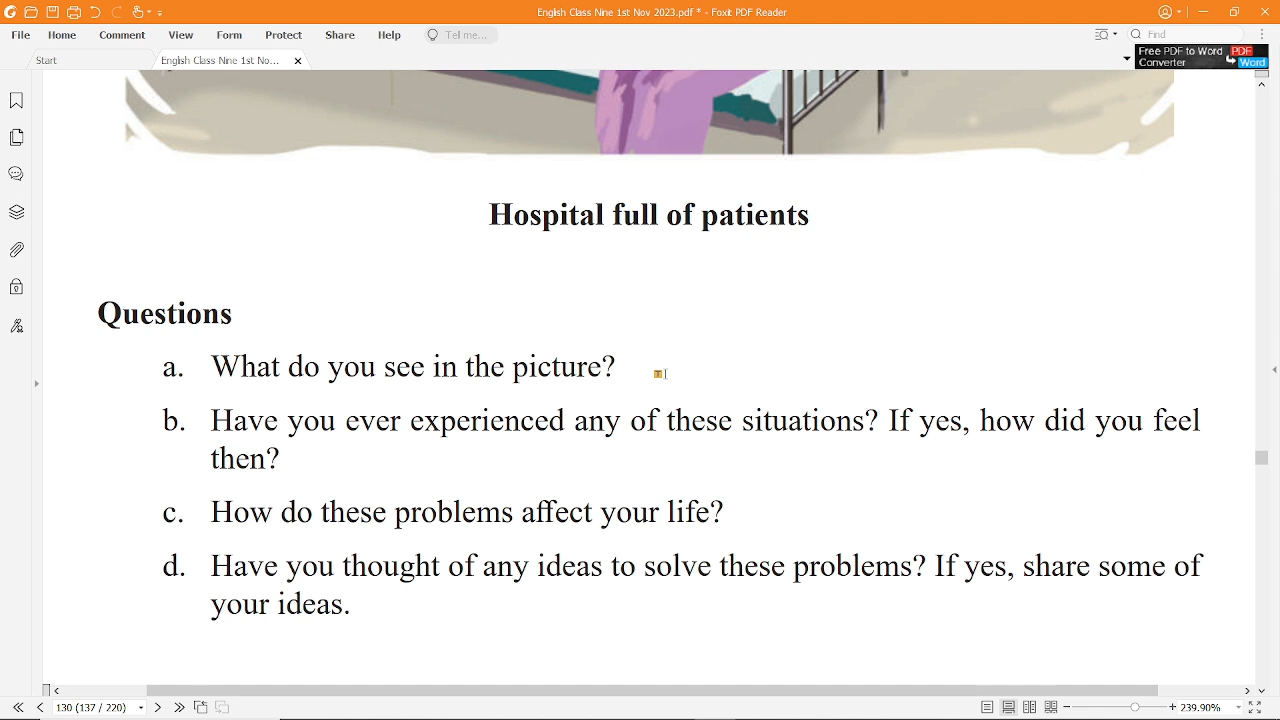 English Class Nine 1st Nov 2023.pdf * - Foxit PDF Reader
File Home Comment View Form Protect Share Help Tell me... Find
Free PDF to Word Converter PDF Word
Start English Class Nine 1st No...
Hospital full of patients
Questions
a. What do you see in the picture?
b. Have you ever experienced any of these situations? If yes, how did you feel
then?
c. How do these problems affect your life?
d. Have you thought of any ideas to solve these problems? If yes, share some of
your ideas.
130 (137 / 220) 239.90%